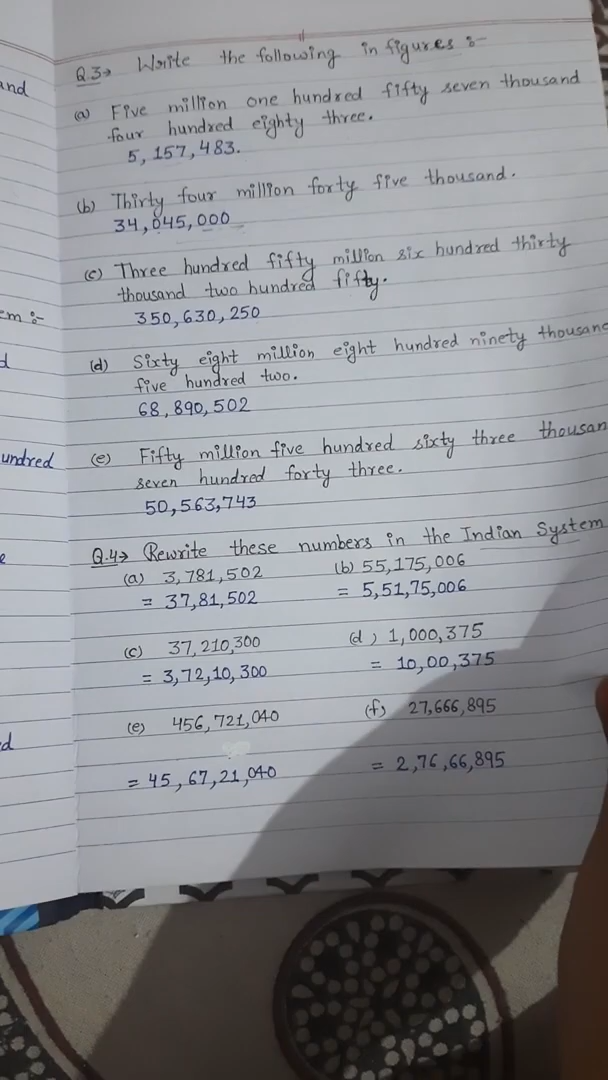 Q.3→ Write the following in figures :-
and
(a) Five million one hundred fifty seven thousand
four hundred eighty three.
5,157,483.
(b) Thirty four million forty five thousand.
34,045,000
(c) Three hundred fifty million six hundred thirty
thousand two hundred fifty.
em :-
350,630,250
d
(d) Sixty eight million eight hundred ninety thousand
five hundred two.
68,890,502
undred
(e) Fifty million five hundred sixty three thousan
seven hundred forty three.
50,563,743
e
Q.4→ Rewrite these numbers in the Indian System
(a) 3,781,502 (b) 55,175,006
= 37,81,502 = 5,51,75,006
(c) 37,210,300 (d) 1,000,375
= 3,72,10,300 = 10,00,375
(e) 456,721,040 (f) 27,666,895
d
= 45,67,21,040 = 2,76,66,895